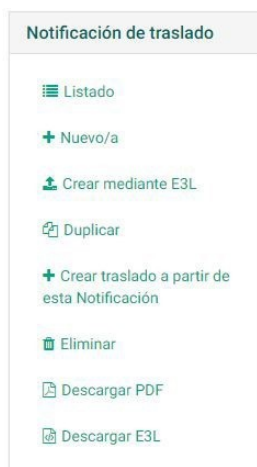 Notificación de traslado
Listado
Nuevo/a
Crear mediante E3L
Duplicar
Crear traslado a partir de
esta Notificación
Eliminar
Descargar PDF
Descargar E3L